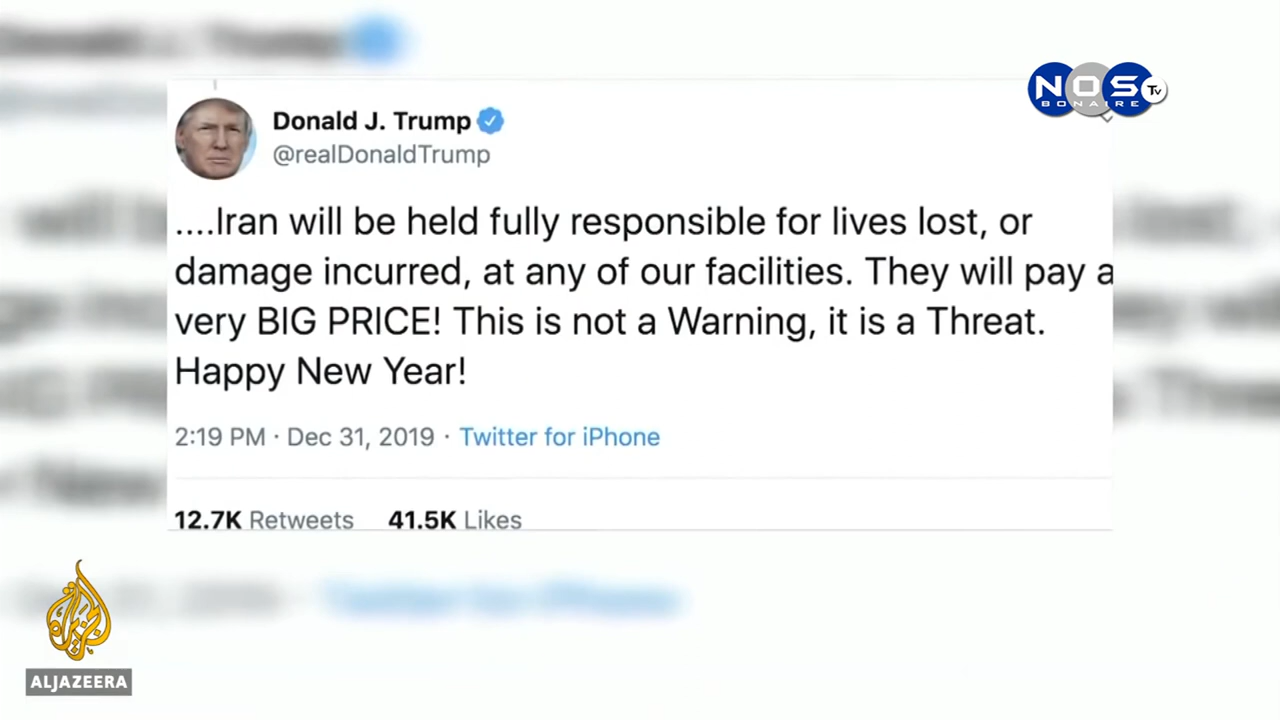 Donald J. Trump
@realDonaldTrump
NOS TV
BONAIRE
....Iran will be held fully responsible for lives lost, or
damage incurred, at any of our facilities. They will pay a
very BIG PRICE! This is not a Warning, it is a Threat.
Happy New Year!
2:19 PM · Dec 31, 2019 · Twitter for iPhone
12.7K Retweets 41.5K Likes
ALJAZEERA